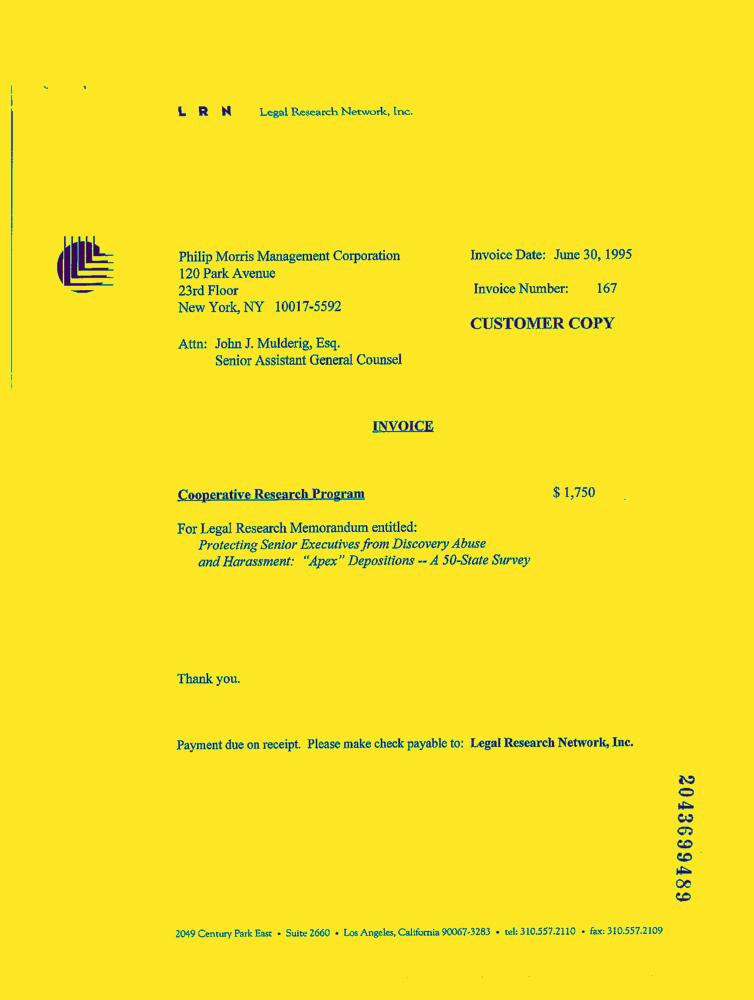 L R N Legal Research Network, Inc.
Philip Morris Management Corporation
120 Park Avenue
23rd Floor
New York, NY 10017-5592
Attn: John J. Mulderig, Esq.
Senior Assistant General Counsel
Invoice Date: June 30, 1995
Invoice Number: 167
CUSTOMER COPY
INVOICE
Cooperative Research Program $ 1,750
For Legal Research Memorandum entitled:
Protecting Senior Executives from Discovery Abuse
and Harassment: "Apex" Depositions -- A 50-State Survey
Thank you.
Payment due on receipt. Please make check payable to: Legal Research Network, Inc.
2043699489
2049 Century Park East • Suite 2660 • Los Angeles, California 90067-3283 • tel: 310.557.2110 • fax: 310.557.2109